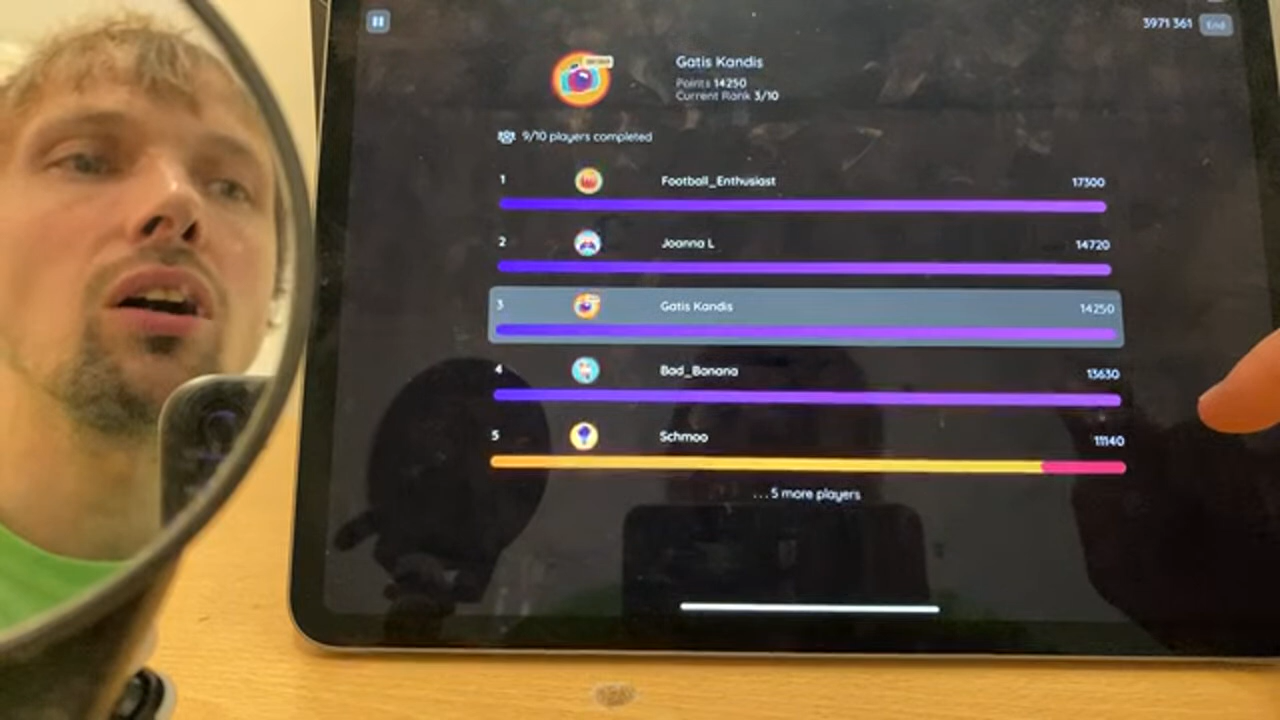 3971 361 End
Gatis Kandis
Points 14250
Current Rank 3/10
9/10 players completed
1 Football_Enthusiast 17300
2 Joanna L 14720
3 Gatis Kandis 14250
4 Bad_Banana 13630
5 Schmoo 11140
...5 more players